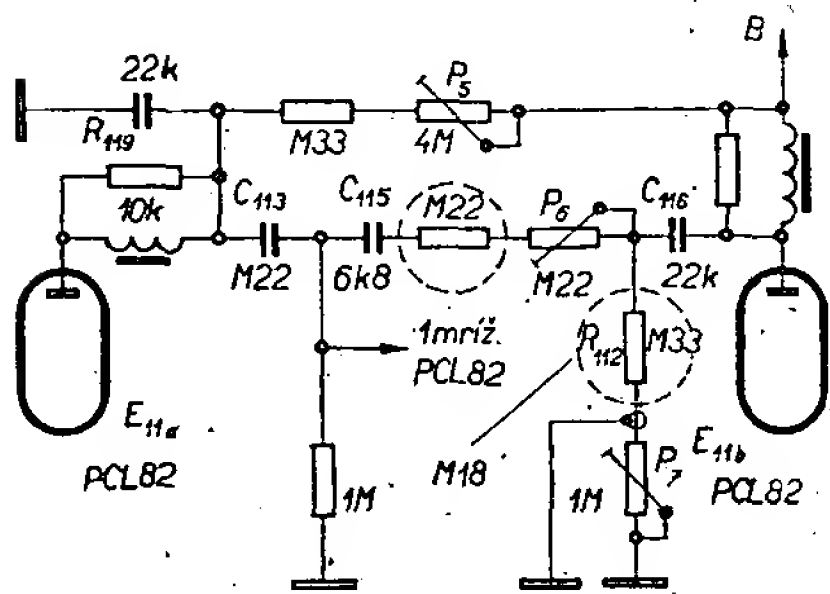 B
22k
P5
R119
M33
4M
10k
C113
C115
M22
P6
C116
M22
6k8
M22
22k
1mříž.
PCL82
R112
M33
E11a
PCL82
M18
1M
1M
P7
E11b
PCL82